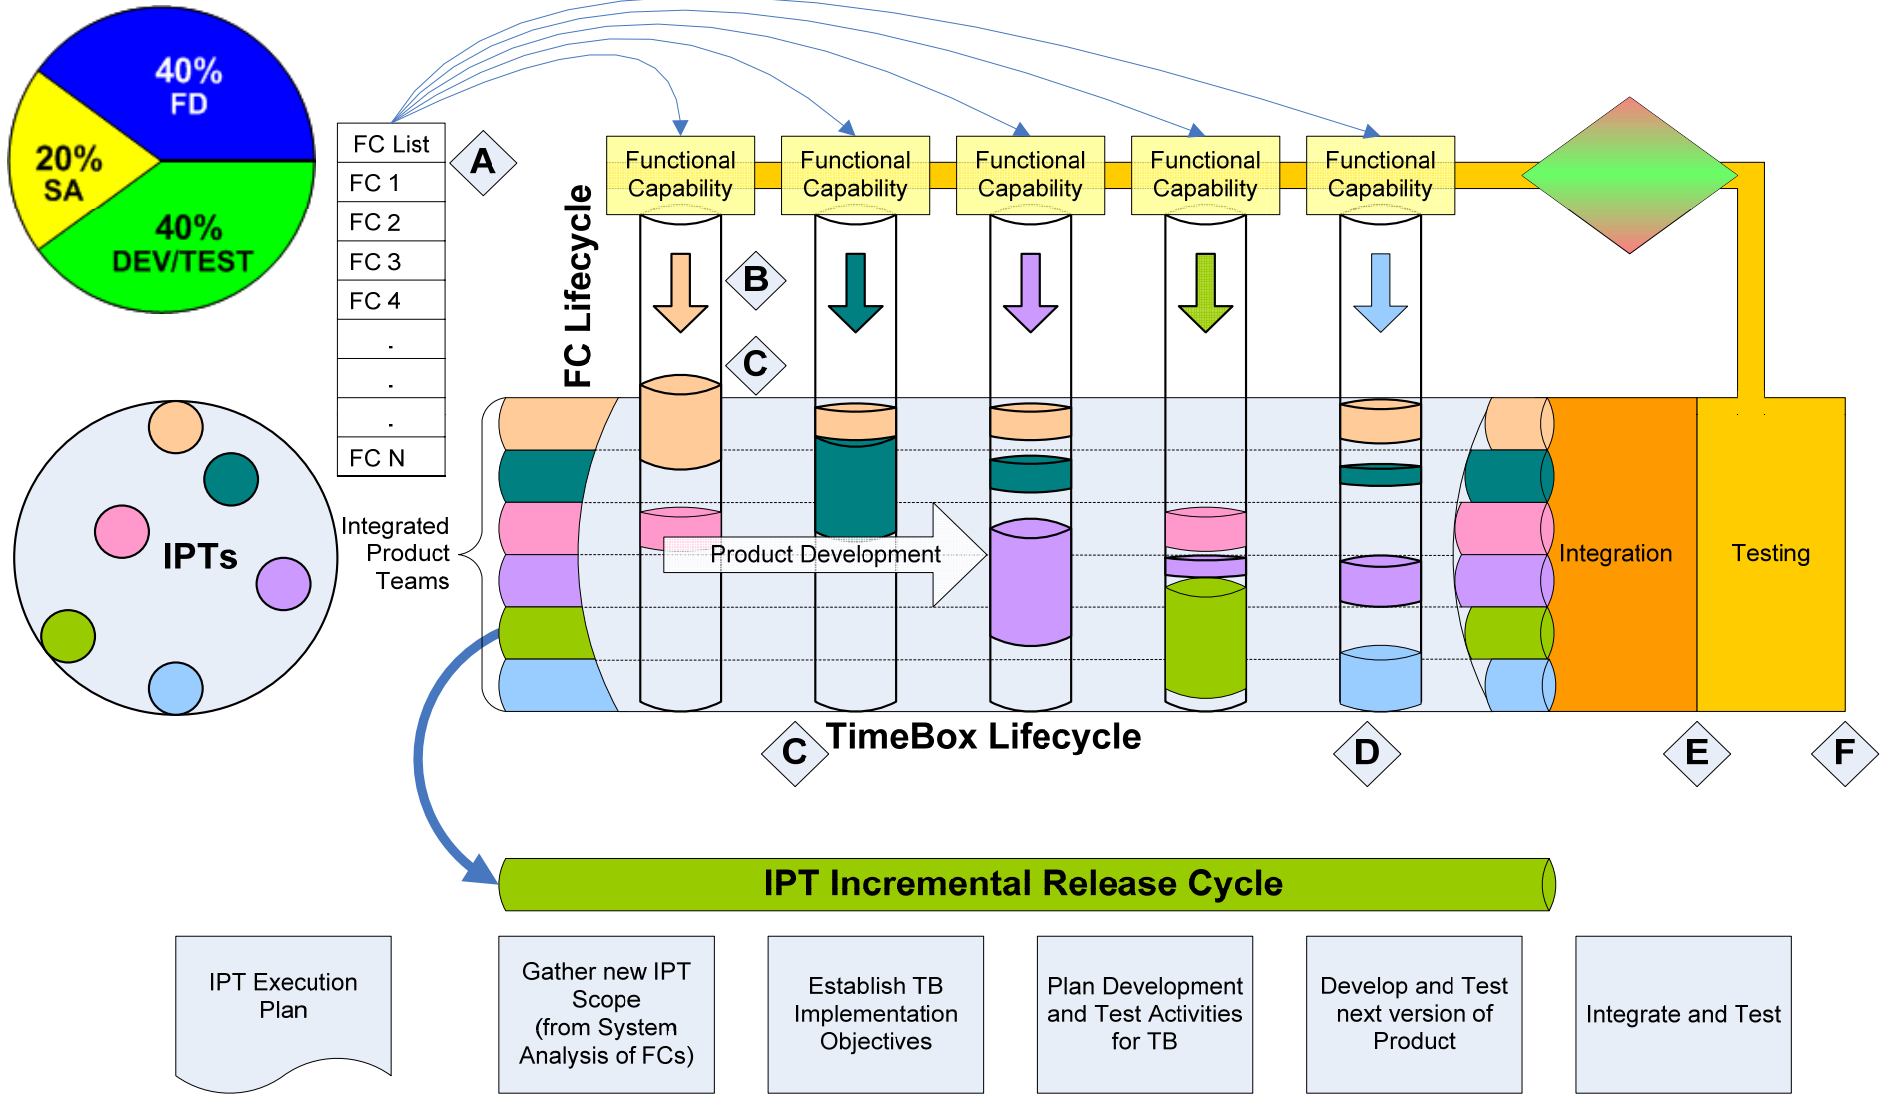 40%
FD
20%
SA
40%
DEV/TEST
FC List
FC 1
FC 2
FC 3
FC 4
.
.
.
FC N
A
Functional
Capability
Functional
Capability
Functional
Capability
Functional
Capability
Functional
Capability
FC Lifecycle
B
C
IPTs
Integrated
Product
Teams
Product Development
Integration
Testing
C
TimeBox Lifecycle
D
E
F
IPT Incremental Release Cycle
IPT Execution
Plan
Gather new IPT
Scope
(from System
Analysis of FCs)
Establish TB
Implementation
Objectives
Plan Development
and Test Activities
for TB
Develop and Test
next version of
Product
Integrate and Test